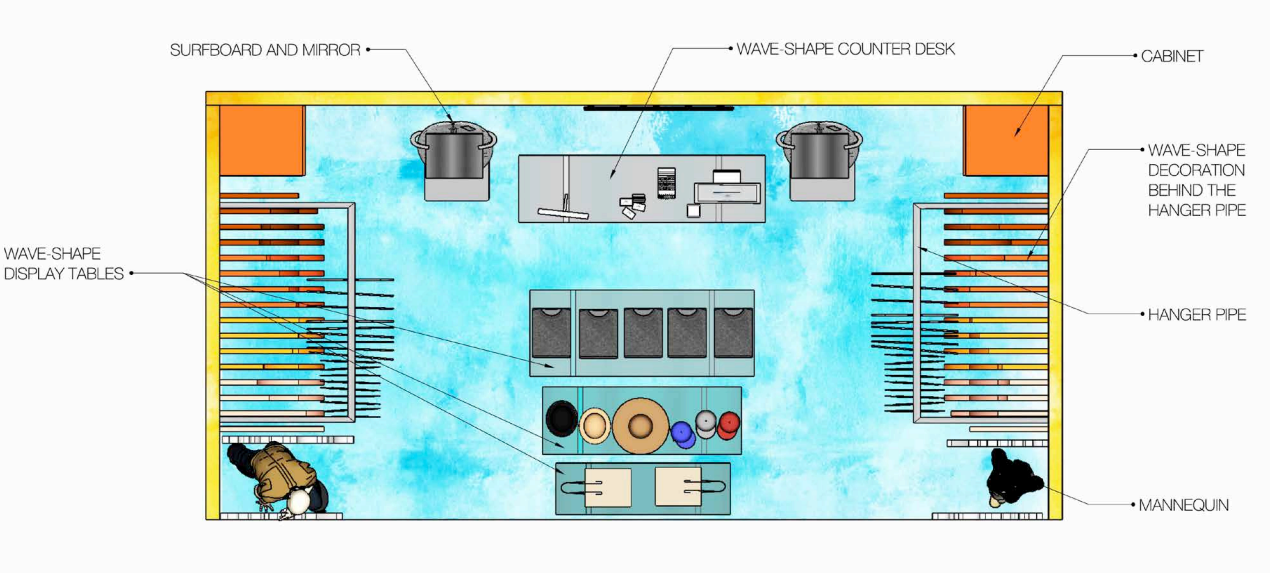 SURFBOARD AND MIRROR
WAVE-SHAPE COUNTER DESK
CABINET
WAVE-SHAPE
DECORATION
BEHIND THE
HANGER PIPE
WAVE-SHAPE
DISPLAY TABLES
HANGER PIPE
MANNEQUIN